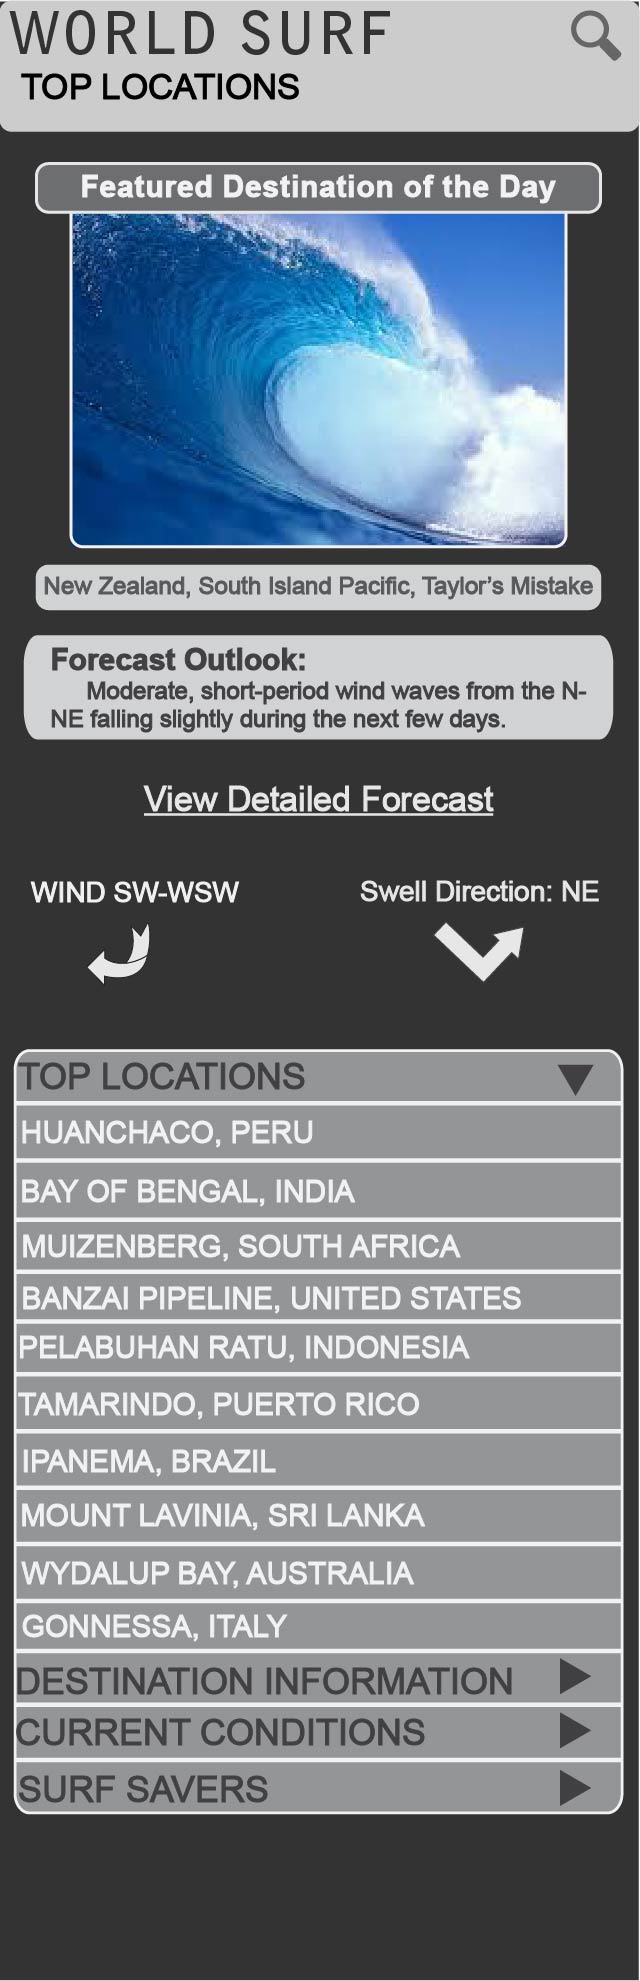 WORLD SURF
TOP LOCATIONS
Featured Destination of the Day
New Zealand, South Island Pacific, Taylor's Mistake
Forecast Outlook:
Moderate, short-period wind waves from the N-
NE falling slightly during the next few days.
View Detailed Forecast
WIND SW-WSW
Swell Direction: NE
TOP LOCATIONS
HUANCHACO, PERU
BAY OF BENGAL, INDIA
MUIZENBERG, SOUTH AFRICA
BANZAI PIPELINE, UNITED STATES
PELABUHAN RATU, INDONESIA
TAMARINDO, PUERTO RICO
IPANEMA, BRAZIL
MOUNT LAVINIA, SRI LANKA
WYDALUP BAY, AUSTRALIA
GONNESSA, ITALY
DESTINATION INFORMATION
CURRENT CONDITIONS
SURF SAVERS